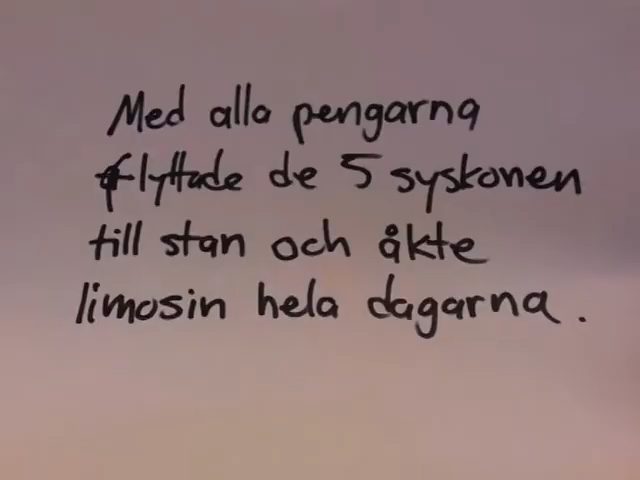 Med alla pengarna
flyttade de 5 syskonen
till stan och åkte
limosin hela dagarna.